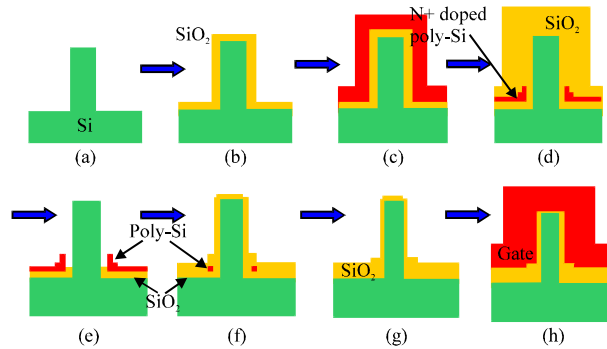 N+ doped
poly-Si
SiO2
SiO2
Si
(a)
(b)
(c)
(d)
Poly-Si
SiO2
SiO2
Gate
(e)
(f)
(g)
(h)